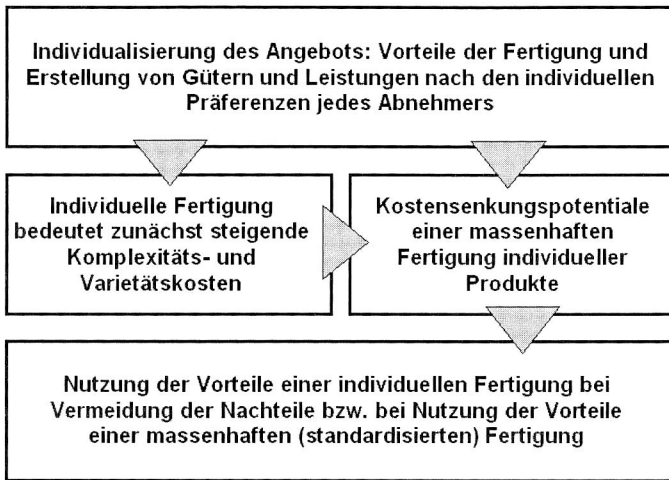 Individualisierung des Angebots: Vorteile der Fertigung und
Erstellung von Gütern und Leistungen nach den individuellen
Präferenzen jedes Abnehmers
Individuelle Fertigung
bedeutet zunächst steigende
Komplexitäts- und
Varietätskosten
Kostensenkungspotentiale
einer massenhaften
Fertigung individueller
Produkte
Nutzung der Vorteile einer individuellen Fertigung bei
Vermeidung der Nachteile bzw. bei Nutzung der Vorteile
einer massenhaften (standardisierten) Fertigung